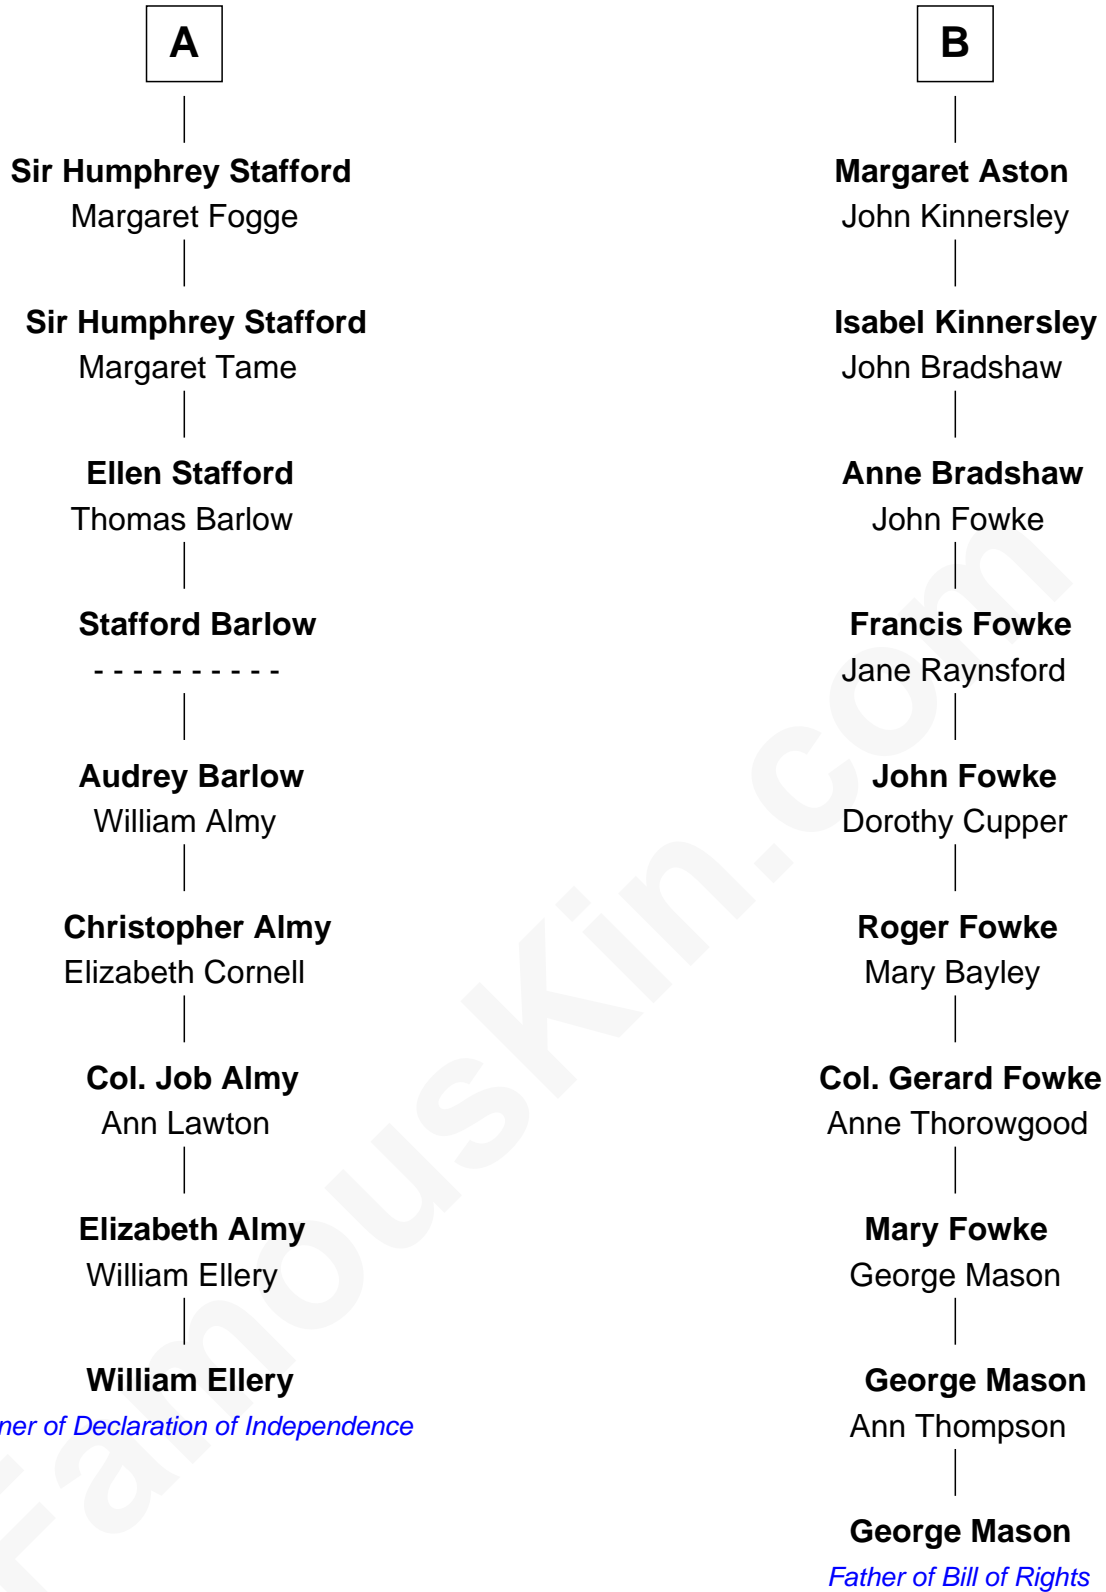 A
Sir Humphrey Stafford
Margaret Fogge
Sir Humphrey Stafford
Margaret Tame
Ellen Stafford
Thomas Barlow
Stafford Barlow
- - - - - - - - - -
Audrey Barlow
William Almy
Christopher Almy
Elizabeth Cornell
Col. Job Almy
Ann Lawton
Elizabeth Almy
William Ellery
William Ellery
ner of Declaration of Independence
B
Margaret Aston
John Kinnersley
Isabel Kinnersley
John Bradshaw
Anne Bradshaw
John Fowke
Francis Fowke
Jane Raynsford
John Fowke
Dorothy Cupper
Roger Fowke
Mary Bayley
Col. Gerard Fowke
Anne Thorowgood
Mary Fowke
George Mason
George Mason
Ann Thompson
George Mason
Father of Bill of Rights
FamousKin.com